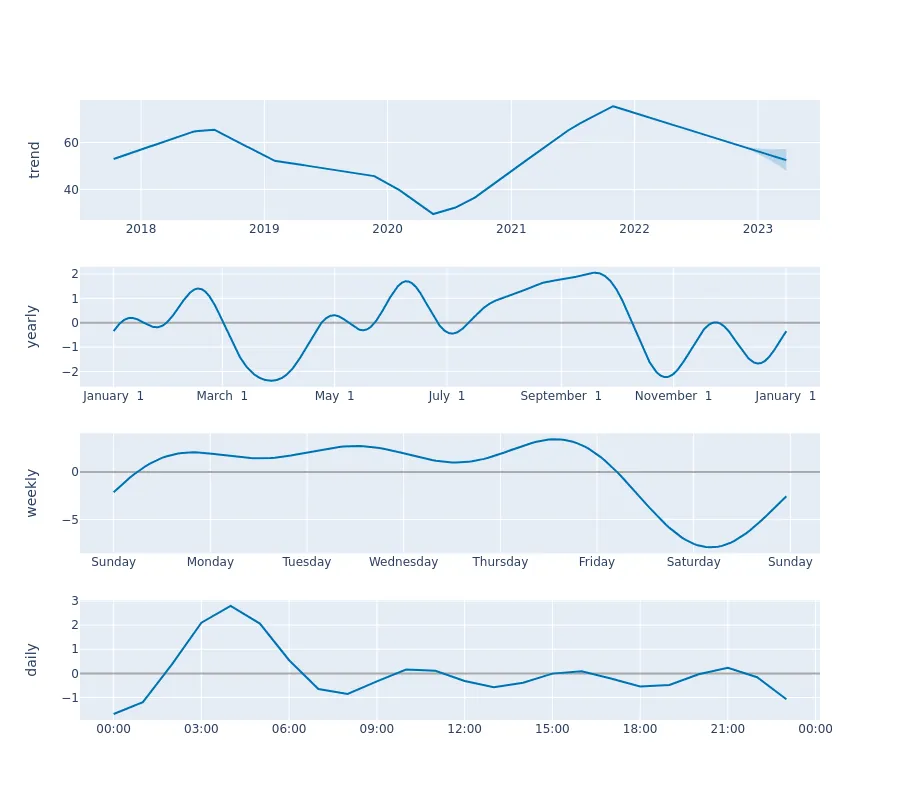 trend
60
40
2018 2019 2020 2021 2022 2023
yearly
2
1
0
−1
−2
January 1 March 1 May 1 July 1 September 1 November 1 January 1
weekly
0
−5
Sunday Monday Tuesday Wednesday Thursday Friday Saturday Sunday
daily
3
2
1
0
−1
00:00 03:00 06:00 09:00 12:00 15:00 18:00 21:00 00:00